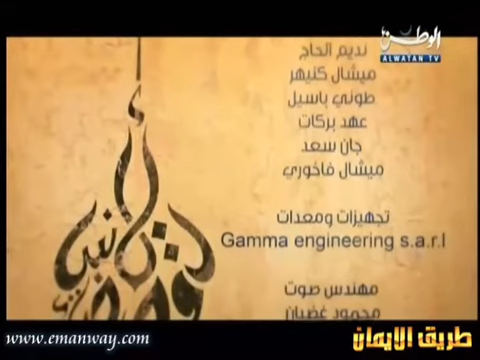 الوطن
ALWATAN TV
نديم الحاج
ميشال كنيهر
طوني باسيل
عهد بركات
جان سعد
ميشال فاخوري
تجهيزات ومعدات
Gamma engineering s.a.r.l
مهندس صوت
محمود غضبان
www.emanway.com
طريق الايمان